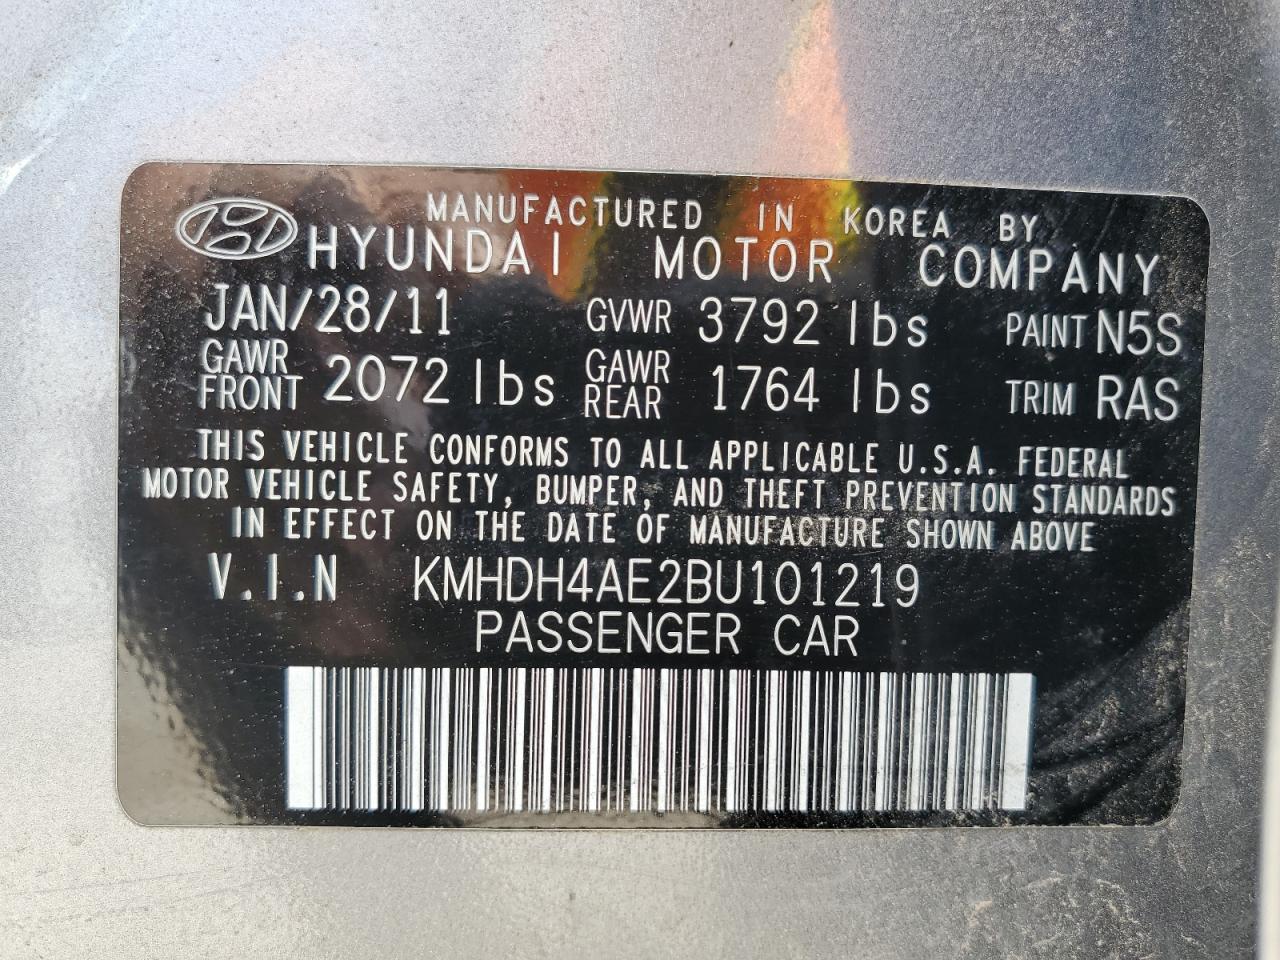 MANUFACTURED IN KOREA BY
HYUNDAI MOTOR COMPANY
JAN/28/11 GVWR 3792 lbs PAINT N5S
GAWR FRONT 2072 lbs GAWR REAR 1764 lbs TRIM RAS
THIS VEHICLE CONFORMS TO ALL APPLICABLE U.S.A. FEDERAL
MOTOR VEHICLE SAFETY, BUMPER, AND THEFT PREVENTION STANDARDS
IN EFFECT ON THE DATE OF MANUFACTURE SHOWN ABOVE
V.I.N KMHDH4AE2BU101219
PASSENGER CAR